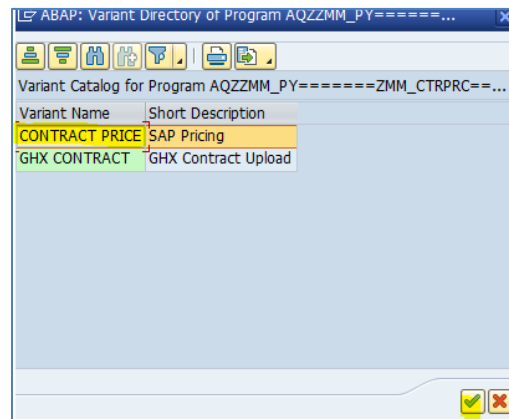 ABAP: Variant Directory of Program AQZZMM_PY======...
Variant Catalog for Program AQZZMM_PY=======ZMM_CTRPRC==...
Variant Name Short Description
CONTRACT PRICE SAP Pricing
GHX CONTRACT GHX Contract Upload